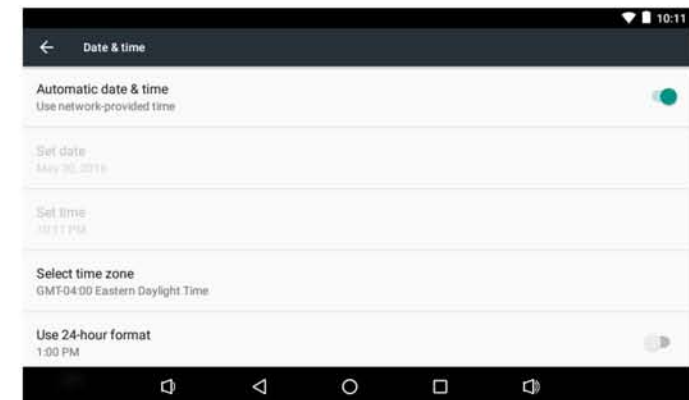 10:11
Date & time
Automatic date & time
Use network-provided time
Set date
May 30, 2016
Set time
10:11 PM
Select time zone
GMT-04:00 Eastern Daylight Time
Use 24-hour format
1:00 PM